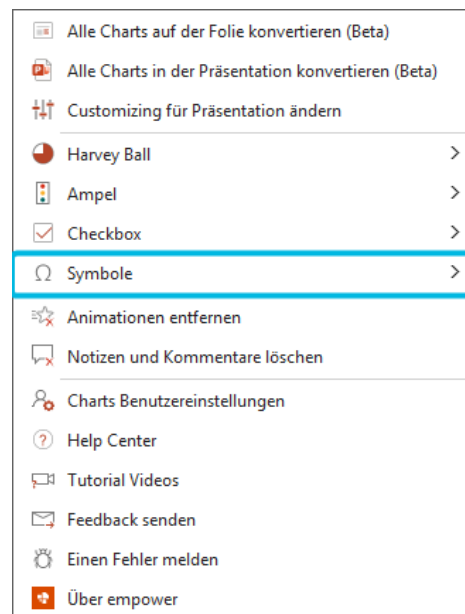 Alle Charts auf der Folie konvertieren (Beta)
Alle Charts in der Präsentation konvertieren (Beta)
Customizing für Präsentation ändern
Harvey Ball
Ampel
Checkbox
Symbole
Animationen entfernen
Notizen und Kommentare löschen
Charts Benutzereinstellungen
Help Center
Tutorial Videos
Feedback senden
Einen Fehler melden
Über empower